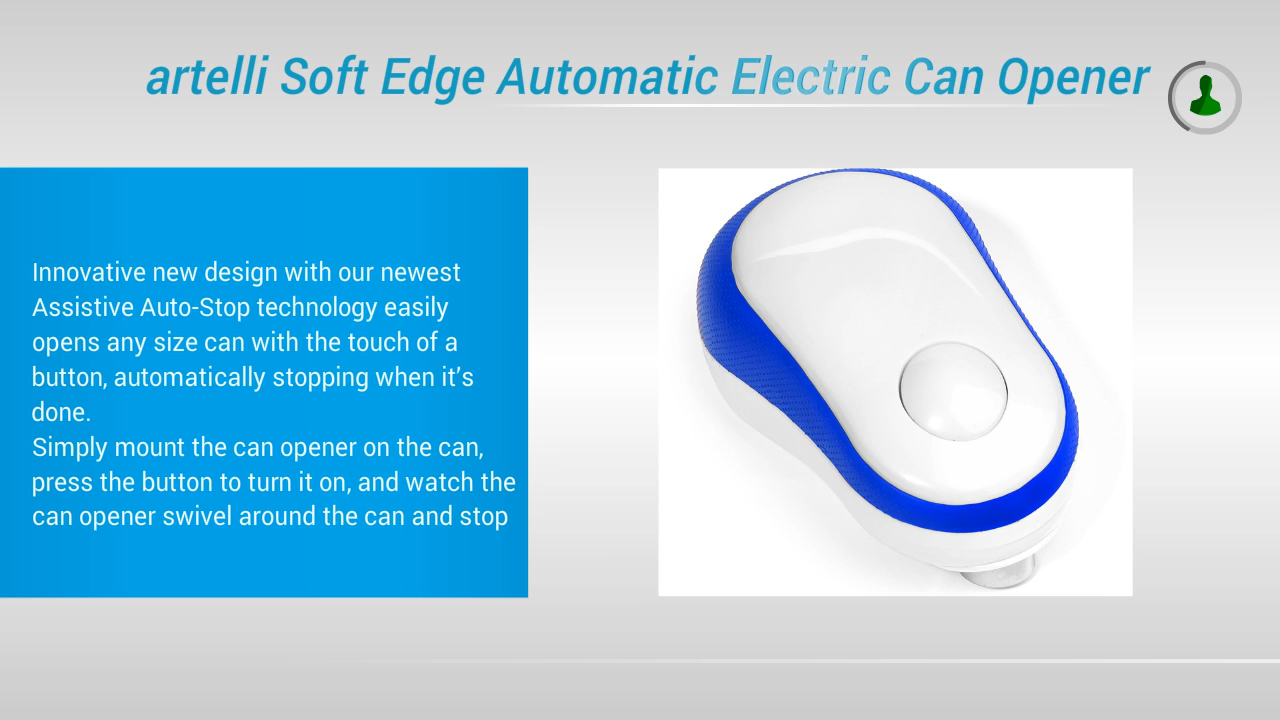 artelli Soft Edge Automatic Electric Can Opener
Innovative new design with our newest
Assistive Auto-Stop technology easily
opens any size can with the touch of a
button, automatically stopping when it's
done.
Simply mount the can opener on the can,
press the button to turn it on, and watch the
can opener swivel around the can and stop